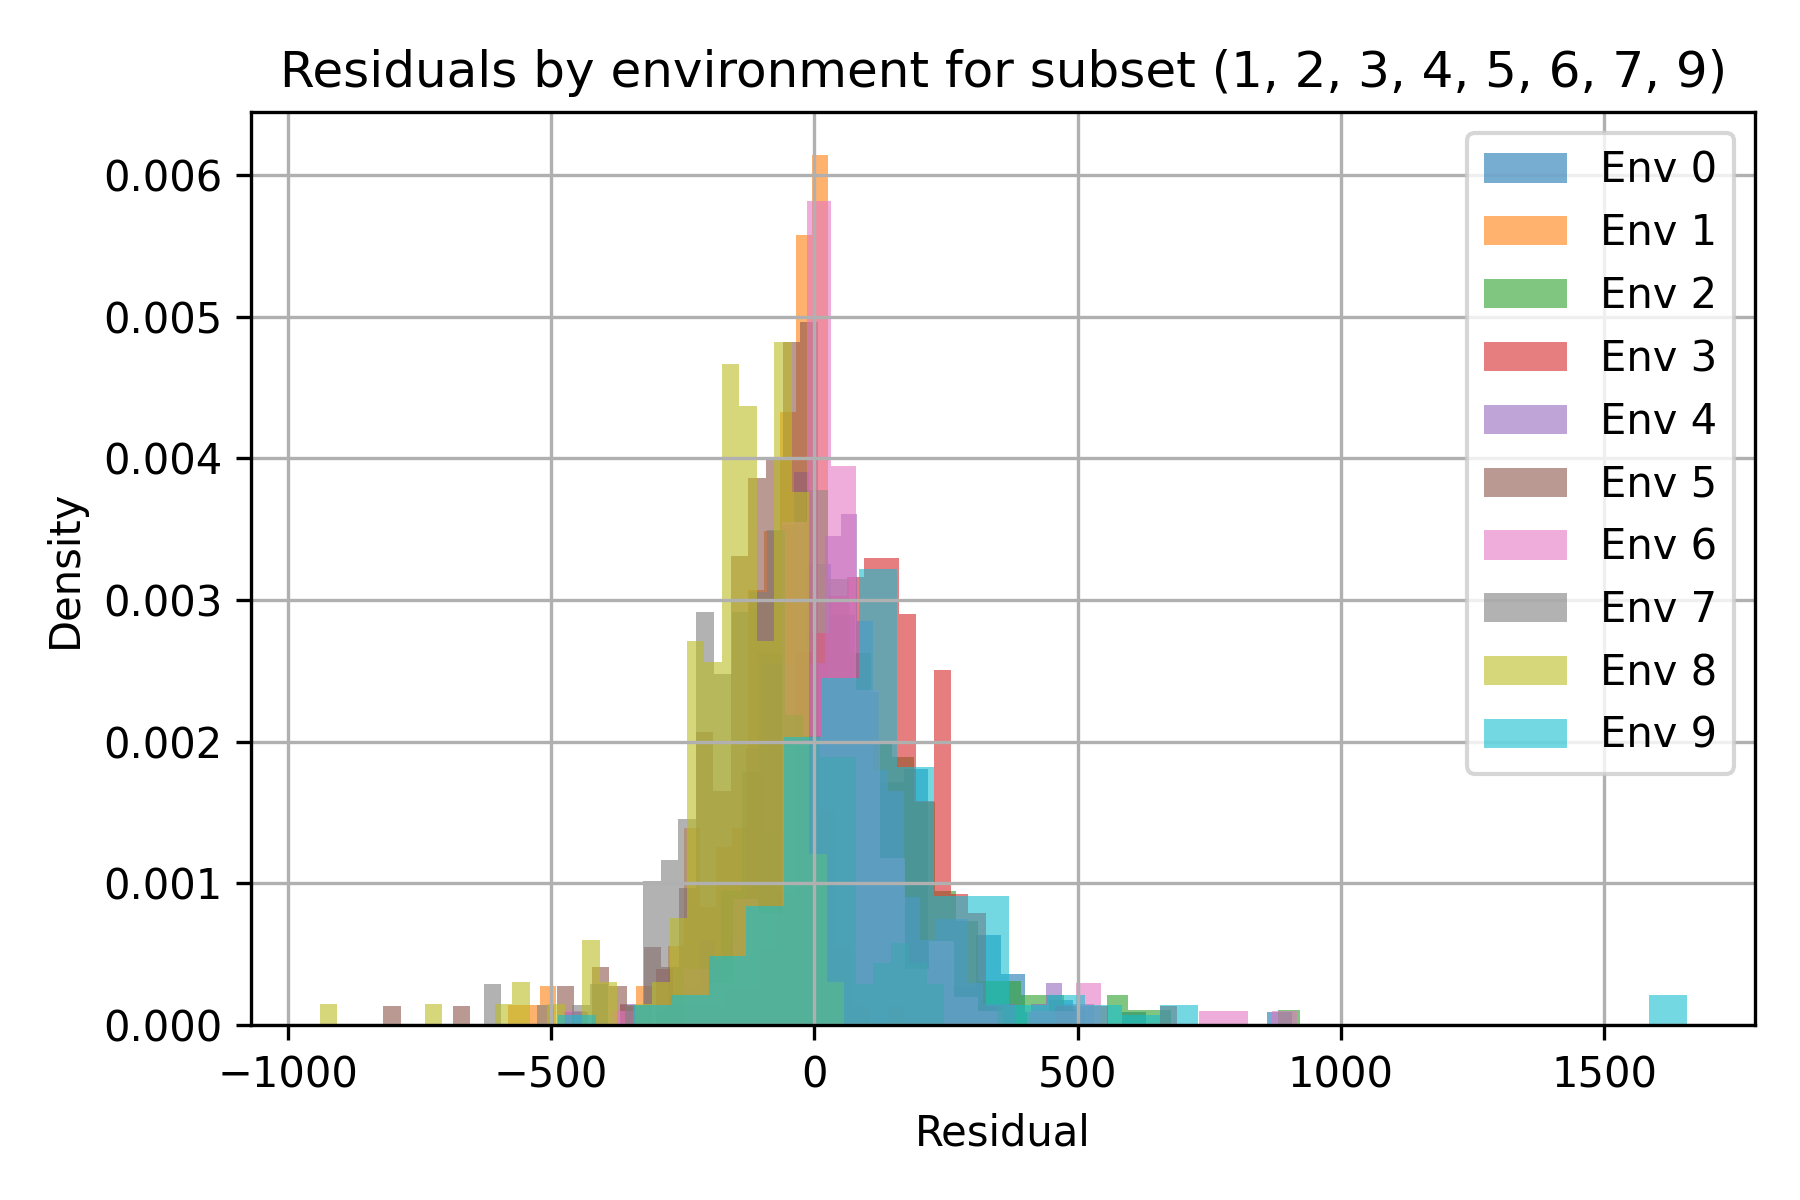 Residuals by environment for subset (1, 2, 3, 4, 5, 6, 7, 9)
Density
0.006
0.005
0.004
0.003
0.002
0.001
0.000
−1000
−500
0
500
1000
1500
Residual
Env 0
Env 1
Env 2
Env 3
Env 4
Env 5
Env 6
Env 7
Env 8
Env 9